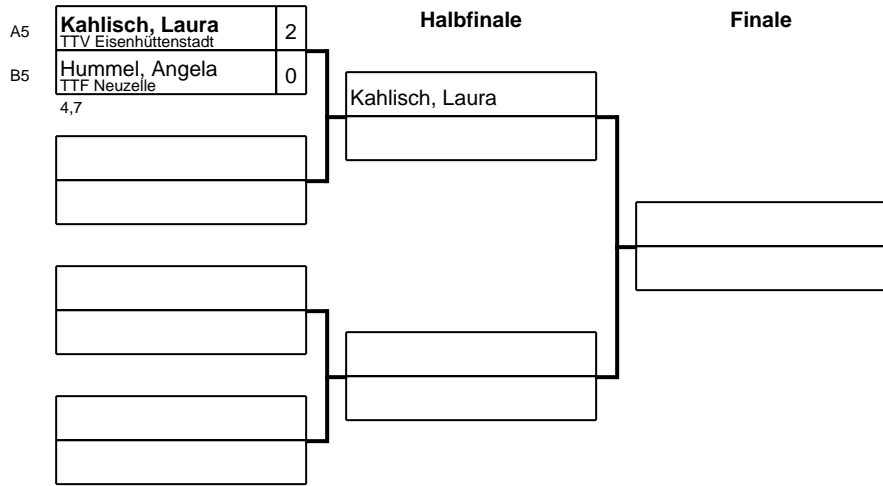 Halbfinale
Finale
A5
Kahlisch, Laura
2
TTV Eisenhüttenstadt
B5
Hummel, Angela
0
TTF Neuzelle
4,7
Kahlisch, Laura